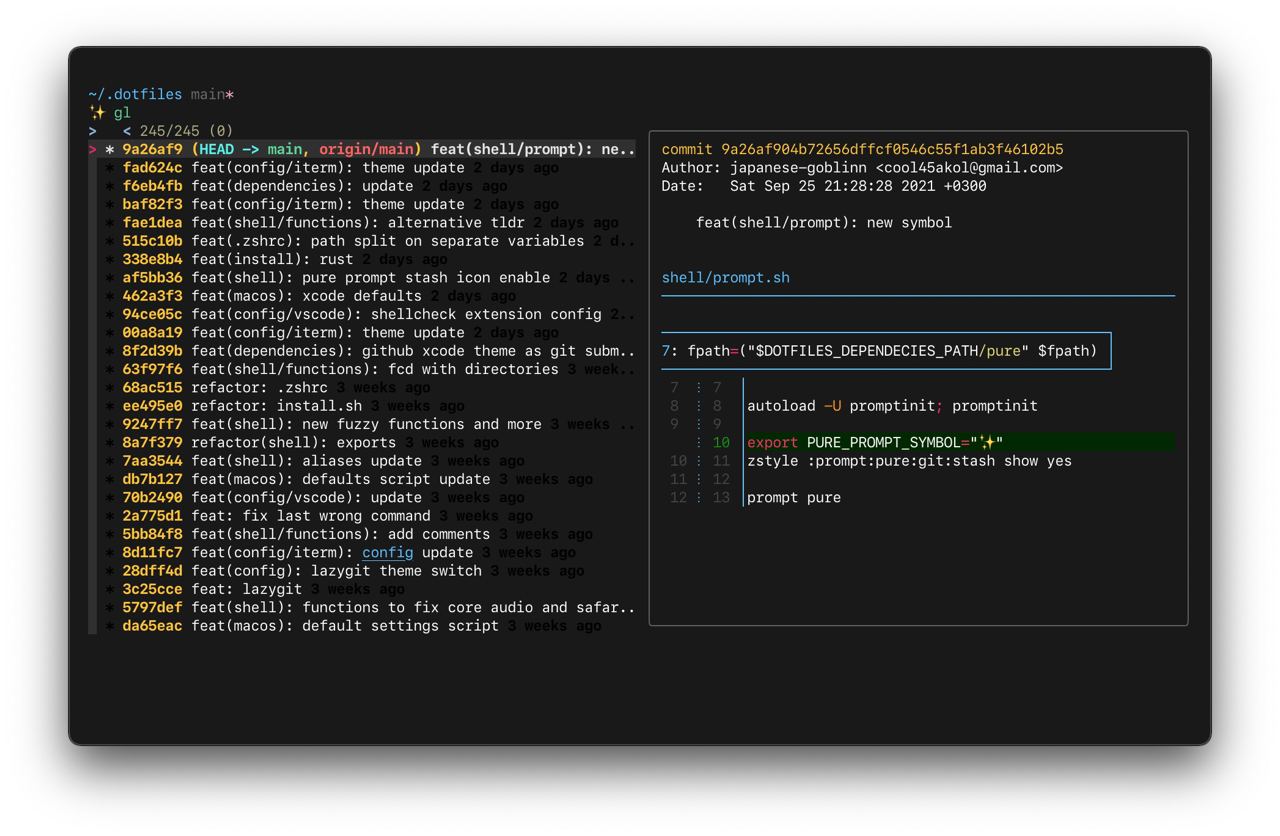 ~/.dotfiles main*
✨ gl
>   < 245/245 (0)
> * 9a26af9 (HEAD -> main, origin/main) feat(shell/prompt): ne..
* fad624c feat(config/iterm): theme update 2 days ago
* f6eb4fb feat(dependencies): update 2 days ago
* baf82f3 feat(config/iterm): theme update 2 days ago
* fae1dea feat(shell/functions): alternative tldr 2 days ago
* 515c10b feat(.zshrc): path split on separate variables 2 d..
* 338e8b4 feat(install): rust 2 days ago
* af5bb36 feat(shell): pure prompt stash icon enable 2 days ..
* 462a3f3 feat(macos): xcode defaults 2 days ago
* 94ce05c feat(config/vscode): shellcheck extension config 2..
* 00a8a19 feat(config/iterm): theme update 2 days ago
* 8f2d39b feat(dependencies): github xcode theme as git subm..
* 63f97f6 feat(shell/functions): fcd with directories 3 week..
* 68ac515 refactor: .zshrc 3 weeks ago
* ee495e0 refactor: install.sh 3 weeks ago
* 9247ff7 feat(shell): new fuzzy functions and more 3 weeks ..
* 8a7f379 refactor(shell): exports 3 weeks ago
* 7aa3544 feat(shell): aliases update 3 weeks ago
* db7b127 feat(macos): defaults script update 3 weeks ago
* 70b2490 feat(config/vscode): update 3 weeks ago
* 2a775d1 feat: fix last wrong command 3 weeks ago
* 5bb84f8 feat(shell/functions): add comments 3 weeks ago
* 8d11fc7 feat(config/iterm): config update 3 weeks ago
* 28dff4d feat(config): lazygit theme switch 3 weeks ago
* 3c25cce feat: lazygit 3 weeks ago
* 5797def feat(shell): functions to fix core audio and safar..
* da65eac feat(macos): default settings script 3 weeks ago
commit 9a26af904b72656dffcf0546c55f1ab3f46102b5
Author: japanese-goblinn <cool45akol@gmail.com>
Date:   Sat Sep 25 21:28:28 2021 +0300
feat(shell/prompt): new symbol
shell/prompt.sh
7: fpath=("$DOTFILES_DEPENDECIES_PATH/pure" $fpath)
7 ⋮ 7
8 ⋮ 8 autoload -U promptinit; promptinit
9 ⋮ 9
⋮ 10 export PURE_PROMPT_SYMBOL="✨"
10 ⋮ 11 zstyle :prompt:pure:git:stash show yes
11 ⋮ 12
12 ⋮ 13 prompt pure